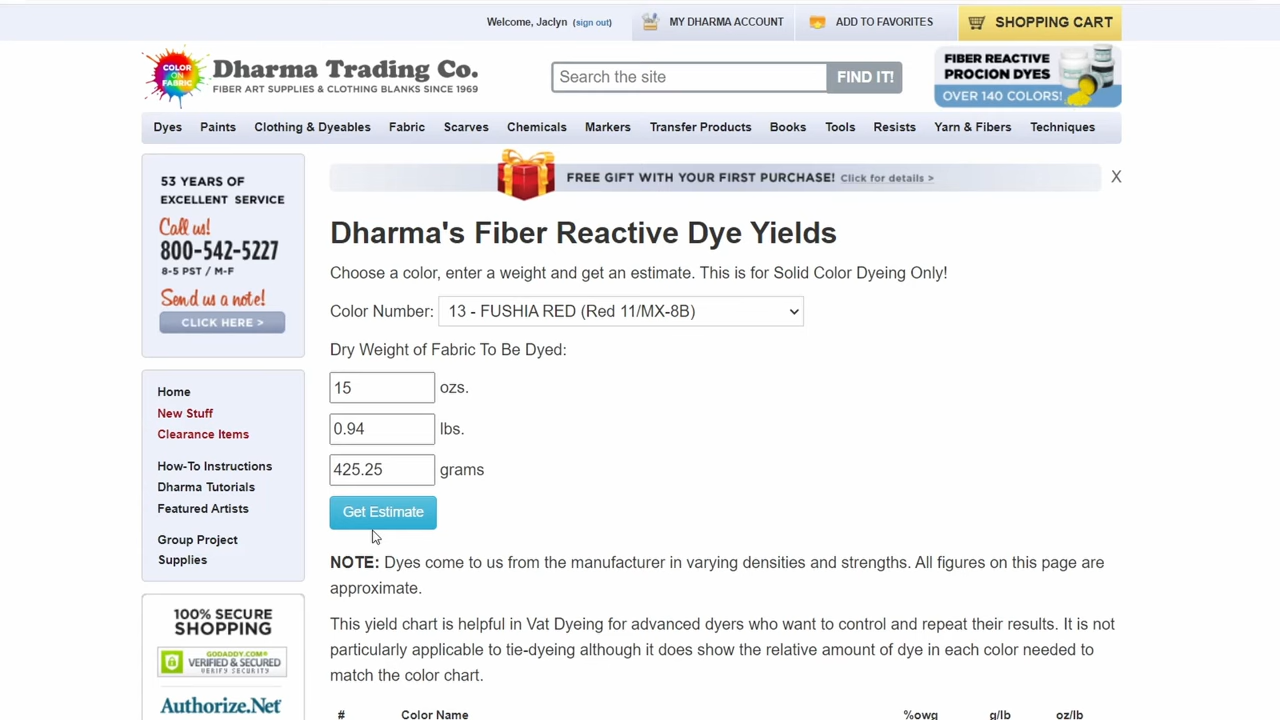 Welcome, Jaclyn (sign out)
MY DHARMA ACCOUNT
ADD TO FAVORITES
SHOPPING CART
COLOR
ON
FABRIC
Dharma Trading Co.
FIBER ART SUPPLIES & CLOTHING BLANKS SINCE 1969
Search the site
FIND IT!
FIBER REACTIVE
PROCION DYES
OVER 140 COLORS!
Dyes Paints Clothing & Dyeables Fabric Scarves Chemicals Markers Transfer Products Books Tools Resists Yarn & Fibers Techniques
53 YEARS OF
EXCELLENT SERVICE
Call us!
800-542-5227
8-5 PST / M-F
Send us a note!
CLICK HERE >
Home
New Stuff
Clearance Items
How-To Instructions
Dharma Tutorials
Featured Artists
Group Project
Supplies
100% SECURE
SHOPPING
GODADDY.COM®
VERIFIED & SECURED
VERIFY SECURITY
Authorize.Net
FREE GIFT WITH YOUR FIRST PURCHASE! Click for details >
X
Dharma's Fiber Reactive Dye Yields
Choose a color, enter a weight and get an estimate. This is for Solid Color Dyeing Only!
Color Number: 13 - FUSHIA RED (Red 11/MX-8B)
Dry Weight of Fabric To Be Dyed:
15 ozs.
0.94 lbs.
425.25 grams
Get Estimate
NOTE: Dyes come to us from the manufacturer in varying densities and strengths. All figures on this page are
approximate.
This yield chart is helpful in Vat Dyeing for advanced dyers who want to control and repeat their results. It is not
particularly applicable to tie-dyeing although it does show the relative amount of dye in each color needed to
match the color chart.
# Color Name %owg g/lb oz/lb